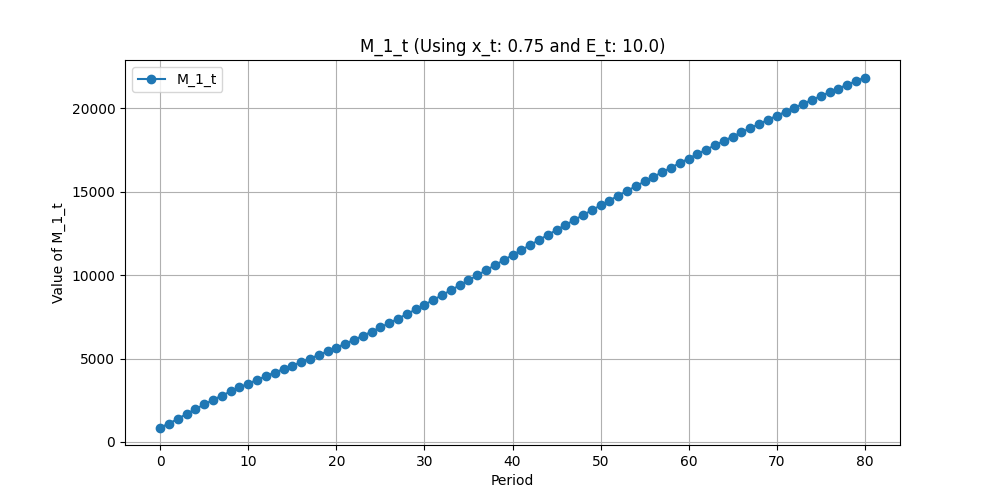 M_1_t (Using x_t: 0.75 and E_t: 10.0)
M_1_t
Value of M_1_t
20000
15000
10000
5000
0
0 10 20 30 40 50 60 70 80
Period